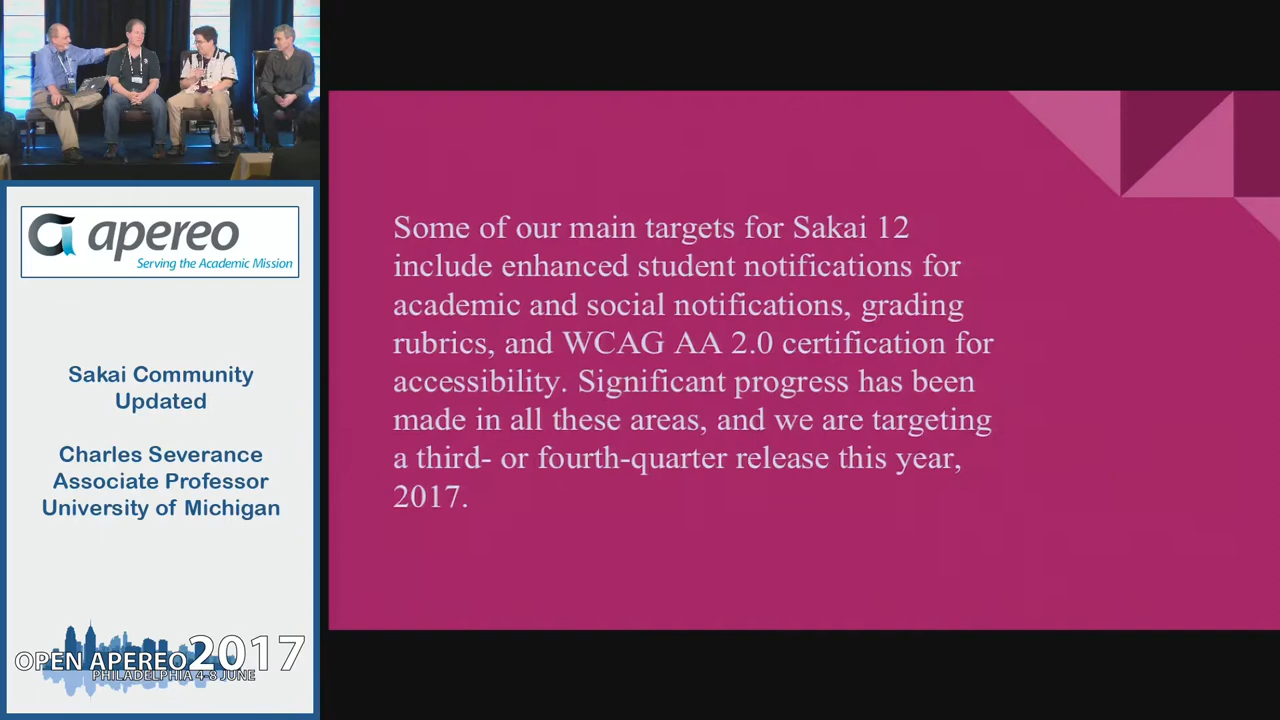 apereo
Serving the Academic Mission
Sakai Community
Updated
Charles Severance
Associate Professor
University of Michigan
OPEN APEREO 2017
PHILADELPHIA 4-8 JUNE
Some of our main targets for Sakai 12
include enhanced student notifications for
academic and social notifications, grading
rubrics, and WCAG AA 2.0 certification for
accessibility. Significant progress has been
made in all these areas, and we are targeting
a third- or fourth-quarter release this year,
2017.